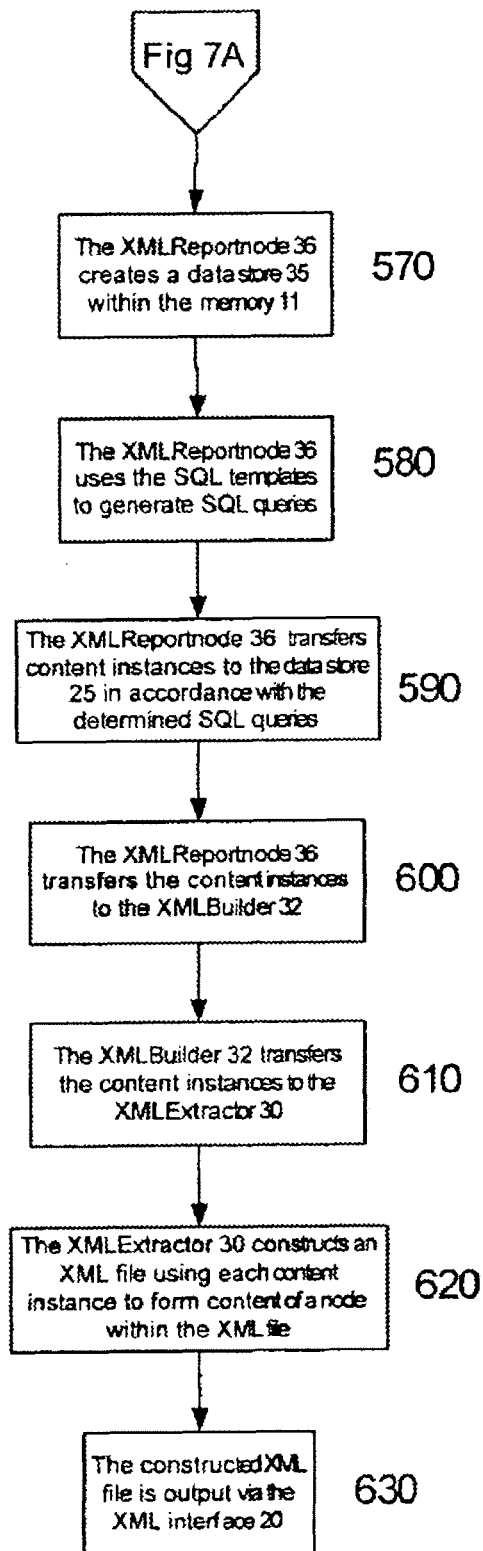 Fig 7A
The XMLReportnode 36
creates a data store 35
within the memory 11
570
The XMLReportnode 36
uses the SQL templates
to generate SQL queries
580
The XMLReportnode 36 transfers
content instances to the data store
25 in accordance with the
determined SQL queries
590
The XMLReportnode 36
transfers the content instances
to the XMLBuilder 32
600
The XMLBuilder 32 transfers
the content instances to the
XMLExtractor 30
610
The XMLExtractor 30 constructs an
XML file using each content
instance to form content of a node
within the XML file
620
The constructed XML
file is output via the
XML interface 20
630